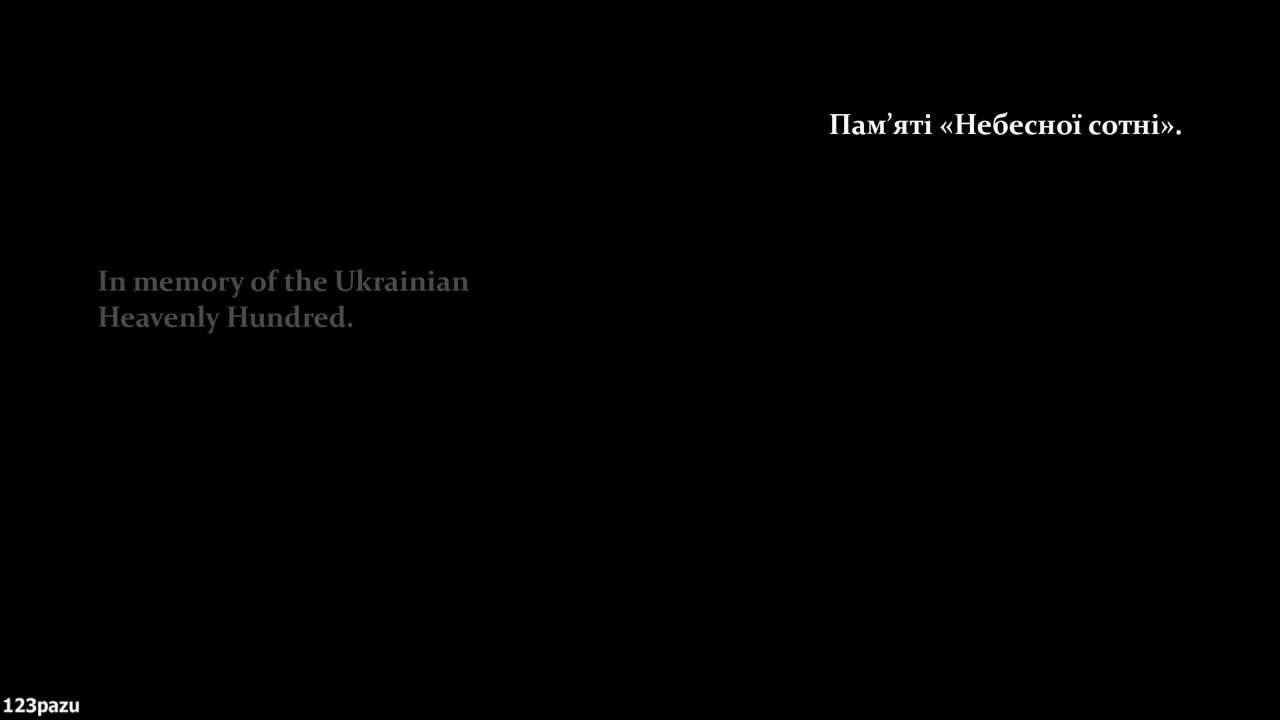 Пам’яті «Небесної сотні».
In memory of the Ukrainian
Heavenly Hundred.
123pazu